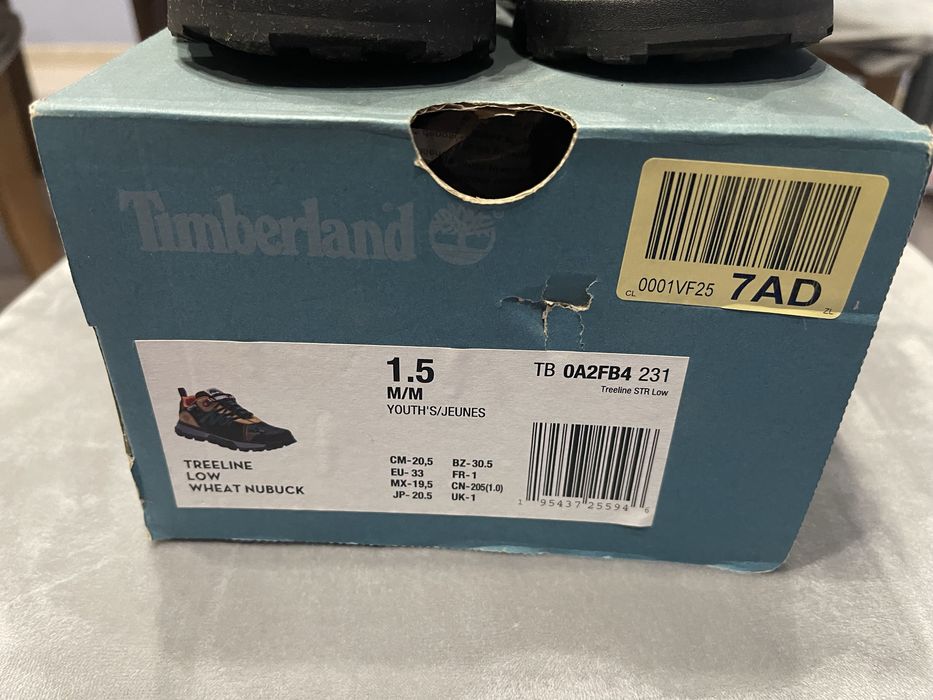 Timberland
0001VF25 7AD
CL
ZL
1.5
M/M
YOUTH'S/JEUNES
TB 0A2FB4 231
Treeline STR Low
TREELINE
LOW
WHEAT NUBUCK
CM-20,5 BZ-30.5
EU- 33 FR-1
MX-19,5 CN-205(1.0)
JP- 20.5 UK-1
1 95437 25594 6